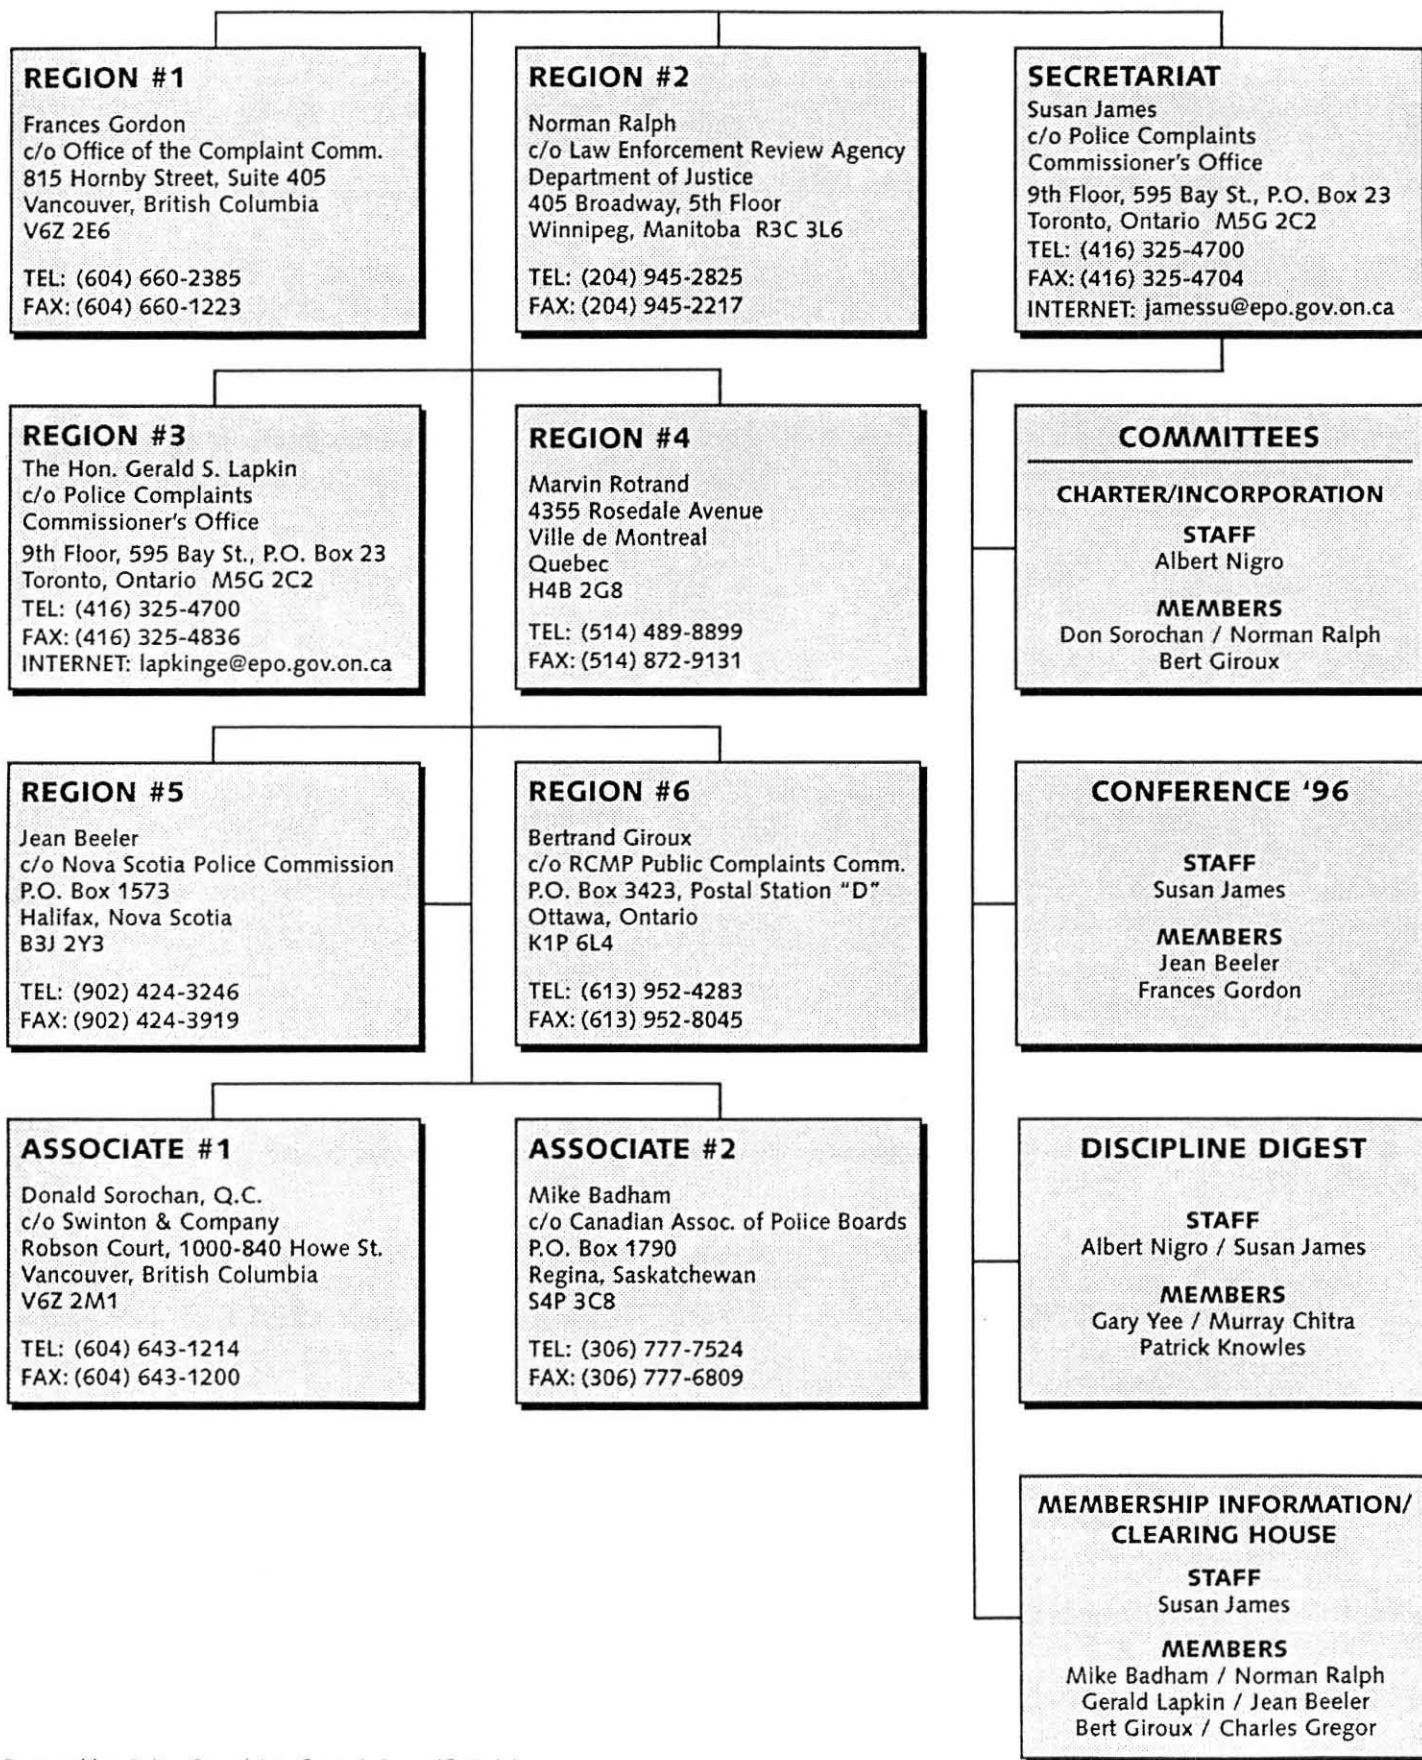 REGION #1
Frances Gordon
c/o Office of the Complaint Comm.
815 Hornby Street, Suite 405
Vancouver, British Columbia
V6Z 2E6
TEL: (604) 660-2385
FAX: (604) 660-1223
REGION #2
Norman Ralph
c/o Law Enforcement Review Agency
Department of Justice
405 Broadway, 5th Floor
Winnipeg, Manitoba R3C 3L6
TEL: (204) 945-2825
FAX: (204) 945-2217
SECRETARIAT
Susan James
c/o Police Complaints
Commissioner's Office
9th Floor, 595 Bay St., P.O. Box 23
Toronto, Ontario M5G 2C2
TEL: (416) 325-4700
FAX: (416) 325-4704
INTERNET: jamessu@epo.gov.on.ca
REGION #3
The Hon. Gerald S. Lapkin
c/o Police Complaints
Commissioner's Office
9th Floor, 595 Bay St., P.O. Box 23
Toronto, Ontario M5G 2C2
TEL: (416) 325-4700
FAX: (416) 325-4836
INTERNET: lapkinge@epo.gov.on.ca
REGION #4
Marvin Rotrand
4355 Rosedale Avenue
Ville de Montreal
Quebec
H4B 2G8
TEL: (514) 489-8899
FAX: (514) 872-9131
COMMITTEES
CHARTER/INCORPORATION
STAFF
Albert Nigro
MEMBERS
Don Sorochan / Norman Ralph
Bert Giroux
REGION #5
Jean Beeler
c/o Nova Scotia Police Commission
P.O. Box 1573
Halifax, Nova Scotia
B3J 2Y3
TEL: (902) 424-3246
FAX: (902) 424-3919
REGION #6
Bertrand Giroux
c/o RCMP Public Complaints Comm.
P.O. Box 3423, Postal Station "D"
Ottawa, Ontario
K1P 6L4
TEL: (613) 952-4283
FAX: (613) 952-8045
CONFERENCE '96
STAFF
Susan James
MEMBERS
Jean Beeler
Frances Gordon
ASSOCIATE #1
Donald Sorochan, Q.C.
c/o Swinton & Company
Robson Court, 1000-840 Howe St.
Vancouver, British Columbia
V6Z 2M1
TEL: (604) 643-1214
FAX: (604) 643-1200
ASSOCIATE #2
Mike Badham
c/o Canadian Assoc. of Police Boards
P.O. Box 1790
Regina, Saskatchewan
S4P 3C8
TEL: (306) 777-7524
FAX: (306) 777-6809
DISCIPLINE DIGEST
STAFF
Albert Nigro / Susan James
MEMBERS
Gary Yee / Murray Chitra
Patrick Knowles
MEMBERSHIP INFORMATION/
CLEARING HOUSE
STAFF
Susan James
MEMBERS
Mike Badham / Norman Ralph
Gerald Lapkin / Jean Beeler
Bert Giroux / Charles Gregor